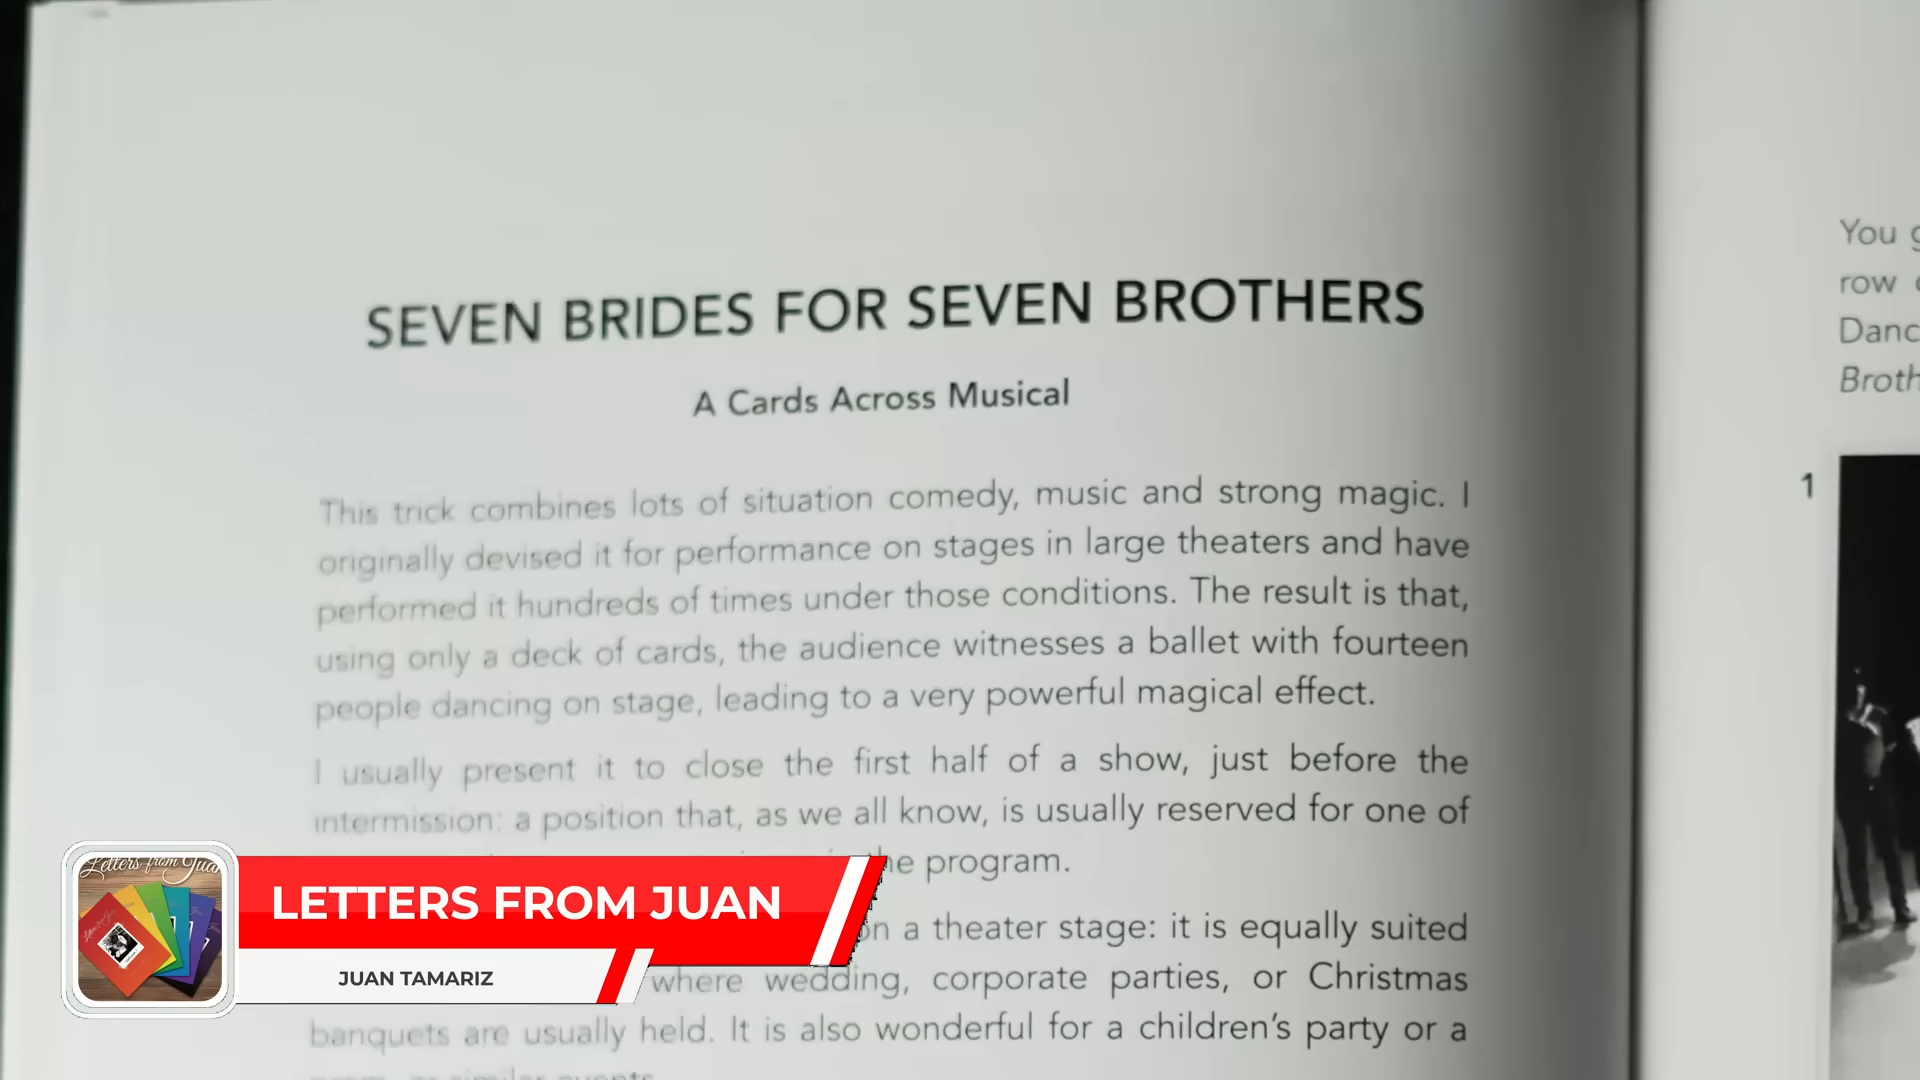 SEVEN BRIDES FOR SEVEN BROTHERS
A Cards Across Musical
This trick combines lots of situation comedy, music and strong magic. I
originally devised it for performance on stages in large theaters and have
performed it hundreds of times under those conditions. The result is that,
using only a deck of cards, the audience witnesses a ballet with fourteen
people dancing on stage, leading to a very powerful magical effect.
I usually present it to close the first half of a show, just before the
intermission: a position that, as we all know, is usually reserved for one of
the program.
on a theater stage: it is equally suited
where wedding, corporate parties, or Christmas
banquets are usually held. It is also wonderful for a children's party or a
You
row
Danc
Broth
1
Letters from Juan
LETTERS FROM JUAN
JUAN TAMARIZ